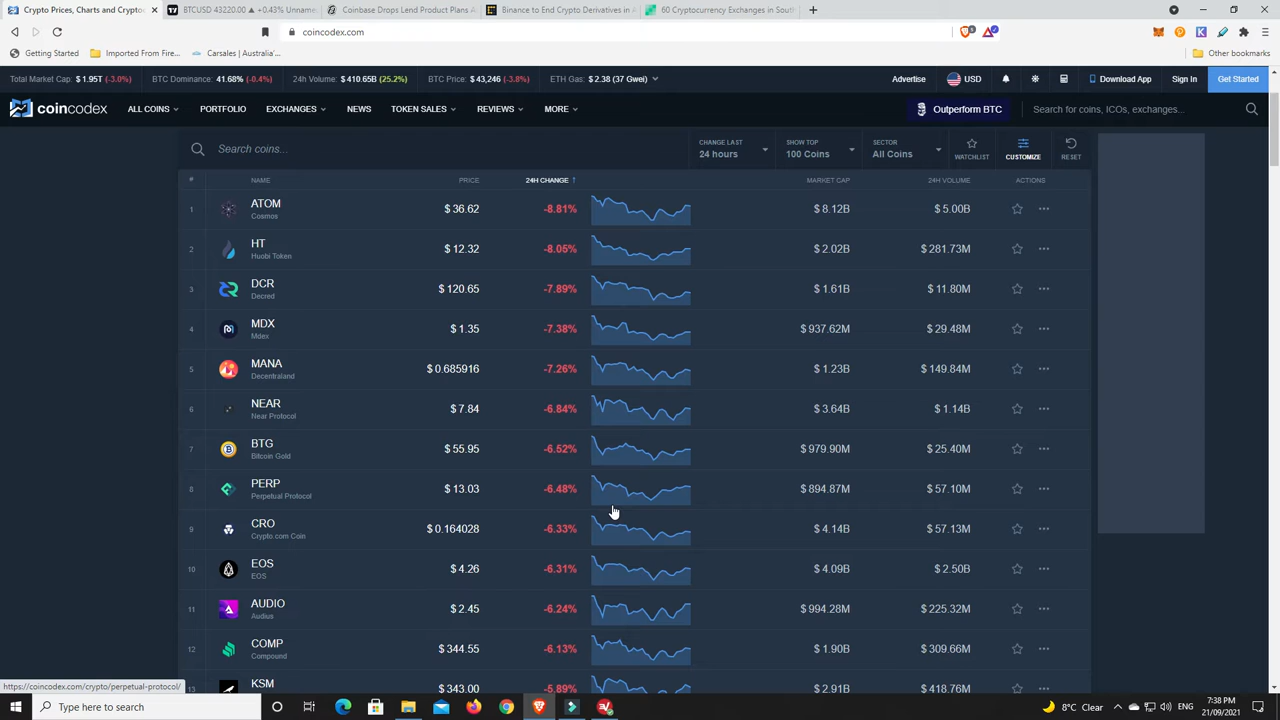 Crypto Prices, Charts and Cryptoc
BTCUSD 43220.00 ▲ +0.43% Unname
Coinbase Drops Lend Product Plans A
Binance to End Crypto Derivatives in A
60 Cryptocurrency Exchanges in South
coincodex.com
Getting Started
Imported From Fire...
Carsales | Australia'...
Other bookmarks
Total Market Cap: $ 1.95T (-3.0%)
BTC Dominance: 41.68% (-0.4%)
24h Volume: $ 410.65B (25.2%)
BTC Price: $ 43,246 (-3.8%)
ETH Gas: $ 2.38 (37 Gwei)
Advertise
USD
Download App
Sign In
Get Started
coincodex
ALL COINS
PORTFOLIO
EXCHANGES
NEWS
TOKEN SALES
REVIEWS
MORE
Outperform BTC
Search for coins, ICOs, exchanges...
Search coins...
CHANGE LAST
24 hours
SHOW TOP
100 Coins
SECTOR
All Coins
WATCHLIST
CUSTOMIZE
RESET
# NAME PRICE 24H CHANGE ↑ MARKET CAP 24H VOLUME ACTIONS
1 ATOM $ 36.62 -8.81% $ 8.12B $ 5.00B
Cosmos
2 HT $ 12.32 -8.05% $ 2.02B $ 281.73M
Huobi Token
3 DCR $ 120.65 -7.89% $ 1.61B $ 11.80M
Decred
4 MDX $ 1.35 -7.38% $ 937.62M $ 29.48M
Mdex
5 MANA $ 0.685916 -7.26% $ 1.23B $ 149.84M
Decentraland
6 NEAR $ 7.84 -6.84% $ 3.64B $ 1.14B
Near Protocol
7 BTG $ 55.95 -6.52% $ 979.90M $ 25.40M
Bitcoin Gold
8 PERP $ 13.03 -6.48% $ 894.87M $ 57.10M
Perpetual Protocol
9 CRO $ 0.164028 -6.33% $ 4.14B $ 57.13M
Crypto.com Coin
10 EOS $ 4.26 -6.31% $ 4.09B $ 2.50B
EOS
11 AUDIO $ 2.45 -6.24% $ 994.28M $ 225.32M
Audius
12 COMP $ 344.55 -6.13% $ 1.90B $ 309.66M
Compound
13 KSM $ 343.00 -5.89% $ 2.91B $ 418.76M
https://coincodex.com/crypto/perpetual-protocol/
Type here to search
8°C Clear
ENG
7:38 PM
21/09/2021